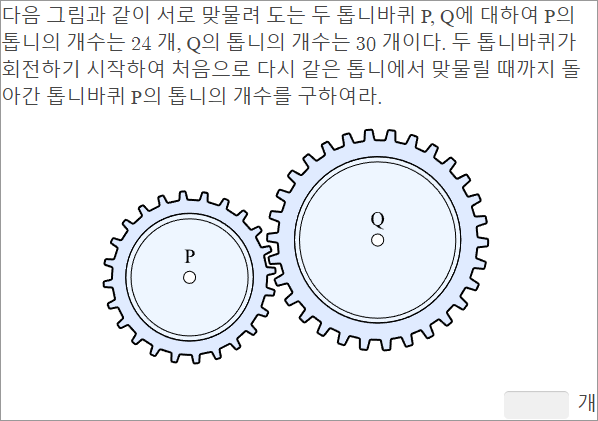 다음 그림과 같이 서로 맞물려 도는 두 톱니바퀴 P, Q에 대하여 P의
톱니의 개수는 24 개, Q의 톱니의 개수는 30 개이다. 두 톱니바퀴가
회전하기 시작하여 처음으로 다시 같은 톱니에서 맞물릴 때까지 돌
아간 톱니바퀴 P의 톱니의 개수를 구하여라.
Q
P
개